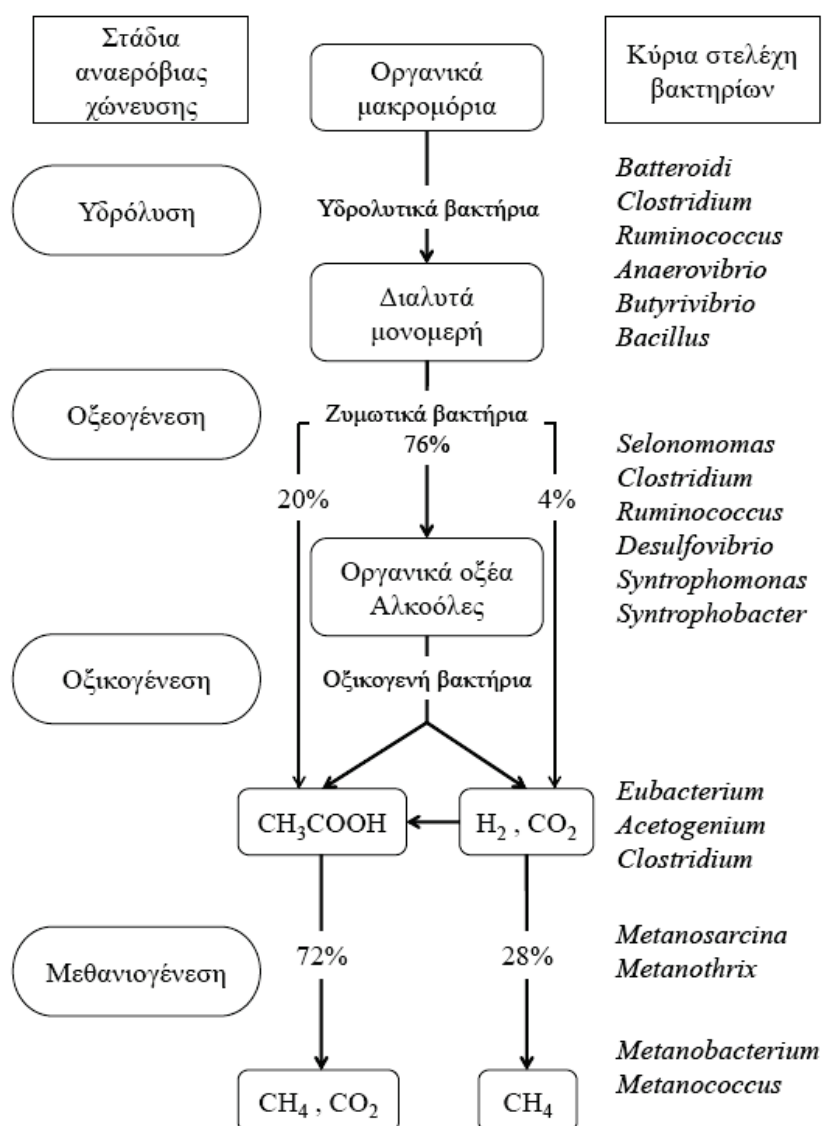 Στάδια
αναερόβιας
χώνευσης
Οργανικά
μακρομόρια
Κύρια στελέχη
βακτηρίων
Υδρόλυση
Υδρολυτικά βακτήρια
Batteroidi
Clostridium
Ruminococcus
Anaerovibrio
Butyrivibrio
Bacillus
Διαλυτά
μονομερή
Οξεογένεση
Ζυμωτικά βακτήρια
76%
20%
4%
Selonomomas
Clostridium
Ruminococcus
Desulfovibrio
Syntrophomonas
Syntrophobacter
Οργανικά οξέα
Αλκοόλες
Οξικογένεση
Οξικογενή βακτήρια
CH₃COOH
H₂ , CO₂
Eubacterium
Acetogenium
Clostridium
Μεθανιογένεση
72%
28%
Metanosarcina
Metanothrix
CH₄ , CO₂
CH₄
Metanobacterium
Metanococcus